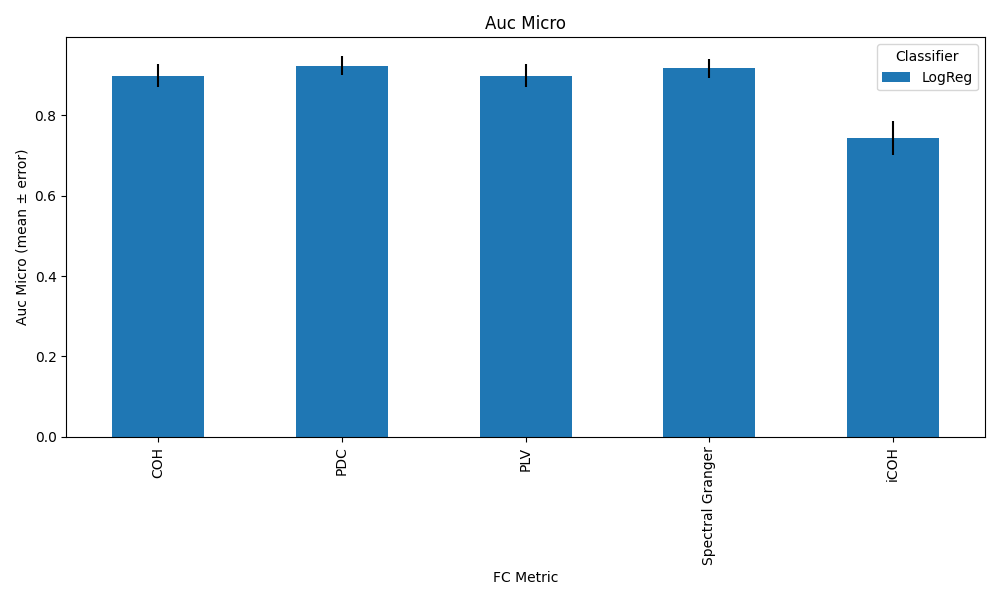 Auc Micro
Classifier
LogReg
Auc Micro (mean ± error)
0.8
0.6
0.4
0.2
0.0
COH
PDC
PLV
Spectral Granger
iCOH
FC Metric